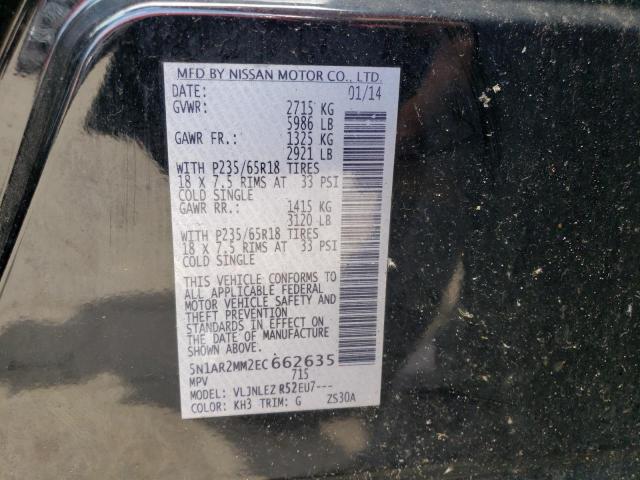 MFD BY NISSAN MOTOR CO., LTD.
DATE: 01/14
GVWR: 2715 KG
5986 LB
GAWR FR.: 1325 KG
2921 LB
WITH P235/65R18 TIRES
18 X 7.5 RIMS AT 33 PSI
COLD SINGLE
GAWR RR.: 1415 KG
3120 LB
WITH P235/65R18 TIRES
18 X 7.5 RIMS AT 33 PSI
COLD SINGLE
THIS VEHICLE CONFORMS TO
ALL APPLICABLE FEDERAL
MOTOR VEHICLE SAFETY AND
THEFT PREVENTION
STANDARDS IN EFFECT ON
THE DATE OF MANUFACTURE
SHOWN ABOVE.
5N1AR2MM2EC662635
MPV 715
MODEL: VLJNLEZ R52EU7---
COLOR: KH3 TRIM: G ZS30A